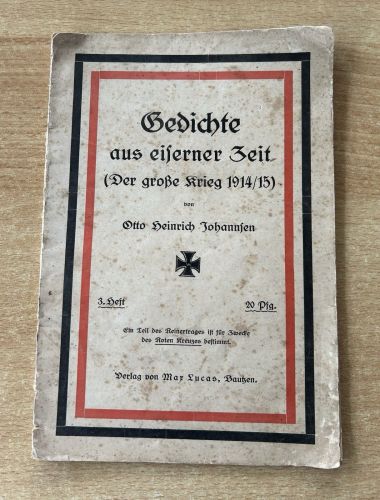 Gedichte
aus eiserner Zeit
(Der große Krieg 1914/15)
von
Otto Heinrich Johannsen
3. Heft 20 Pfg.
Ein Teil des Reinertrages ist für Zwecke
des Roten Kreuzes bestimmt.
Verlag von Max Lucas, Bautzen.